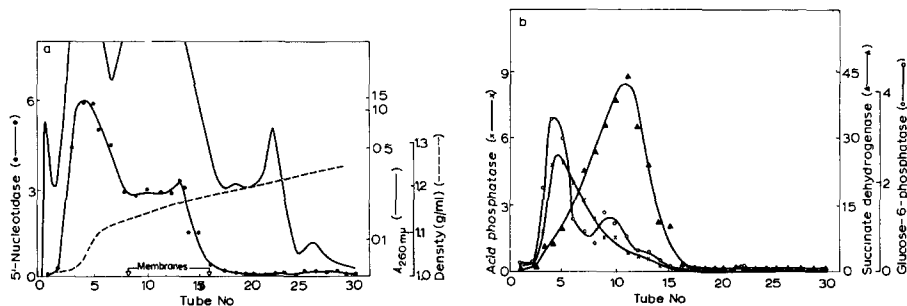 a
5'-Nucleotidase (•——•)
6
3
0
0 5 10 15 20 25 30
Tube No
Membranes
1.5
1.0
0.5
0.1
A260 mμ (——)
1.3
1.2
1.1
1.0
Density (g/ml) (-----)
b
Acid phosphatase (x——x)
9
6
3
0
0 5 10 15 20 25 30
Tube No
45
30
15
0
Succinate dehydrogenase (▲——▲)
4
2
0
Glucose-6-phosphatase (o——o)